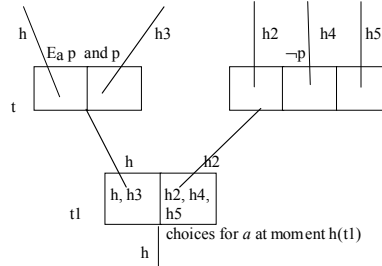 h h3 h2 h4 h5
Eₐ p and p ¬p
t
h h2
h, h3 h2, h4,
t1 h5
choices for a at moment h(t1)
h